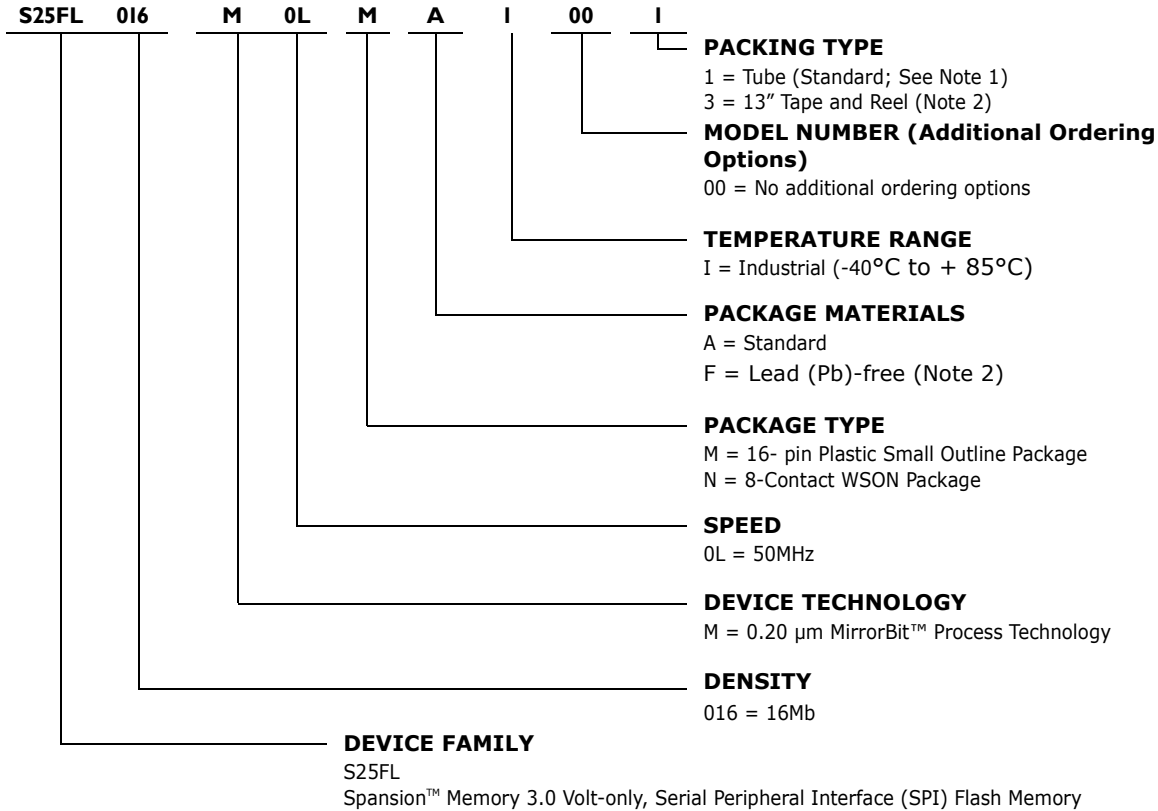 S25FL 016 M 0L M A I 00 1
PACKING TYPE
1 = Tube (Standard; See Note 1)
3 = 13″ Tape and Reel (Note 2)
MODEL NUMBER (Additional Ordering
Options)
00 = No additional ordering options
TEMPERATURE RANGE
I = Industrial (-40°C to + 85°C)
PACKAGE MATERIALS
A = Standard
F = Lead (Pb)-free (Note 2)
PACKAGE TYPE
M = 16- pin Plastic Small Outline Package
N = 8-Contact WSON Package
SPEED
0L = 50MHz
DEVICE TECHNOLOGY
M = 0.20 µm MirrorBit™ Process Technology
DENSITY
016 = 16Mb
DEVICE FAMILY
S25FL
Spansion™ Memory 3.0 Volt-only, Serial Peripheral Interface (SPI) Flash Memory